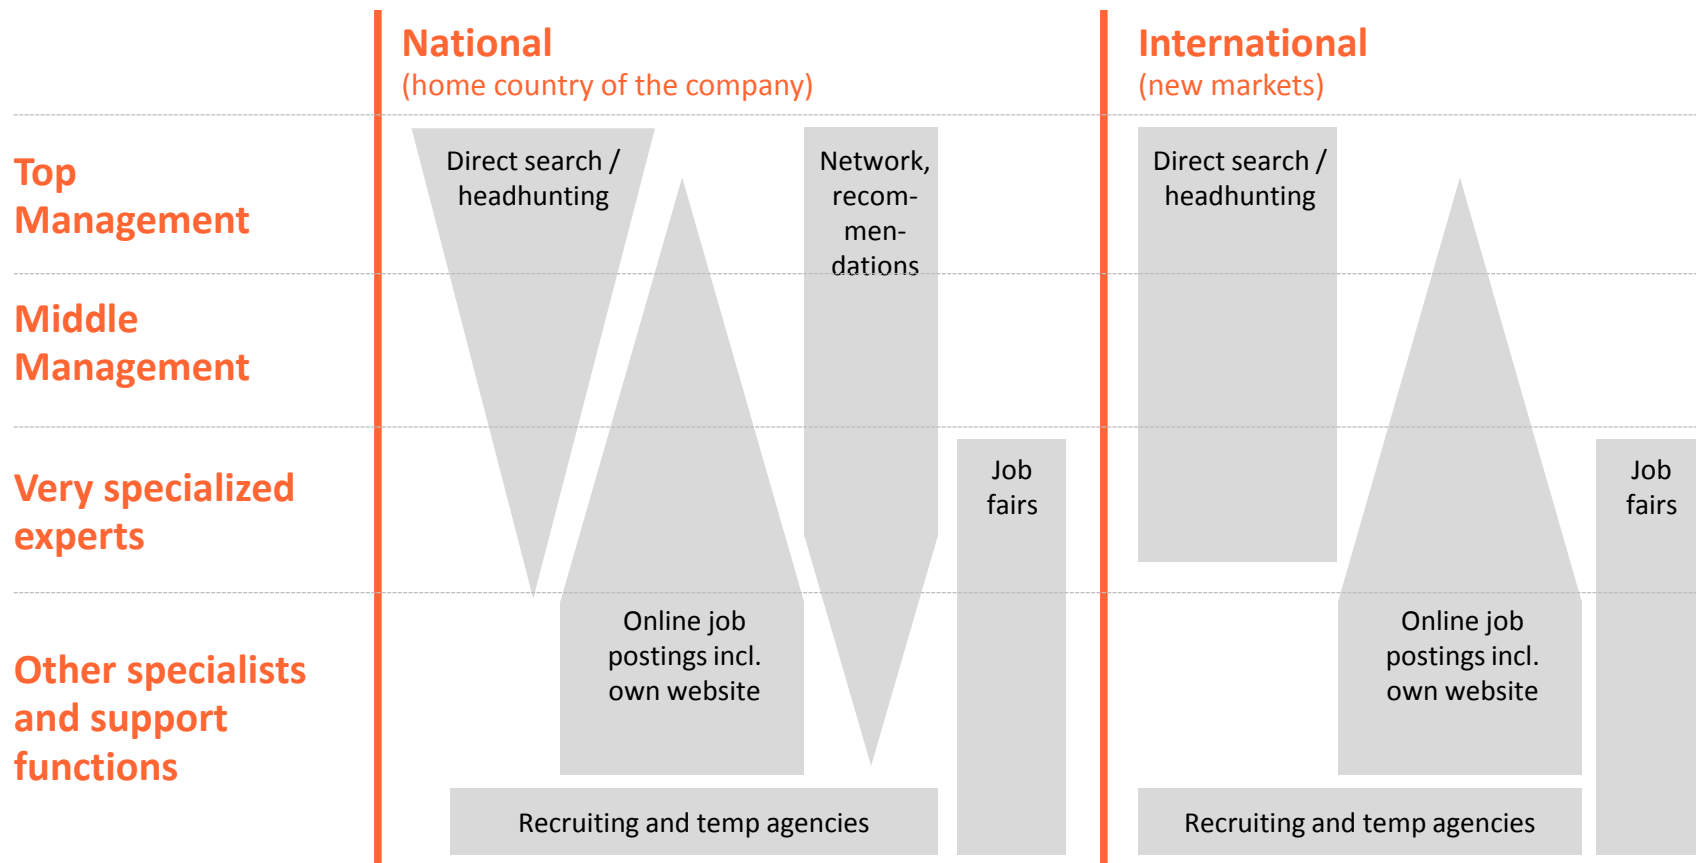 National
(home country of the company)
International
(new markets)
Top
Management
Direct search /
headhunting
Network,
recom-
men-
dations
Direct search /
headhunting
Middle
Management
Very specialized
experts
Job
fairs
Job
fairs
Other specialists
and support
functions
Online job
postings incl.
own website
Online job
postings incl.
own website
Recruiting and temp agencies
Recruiting and temp agencies